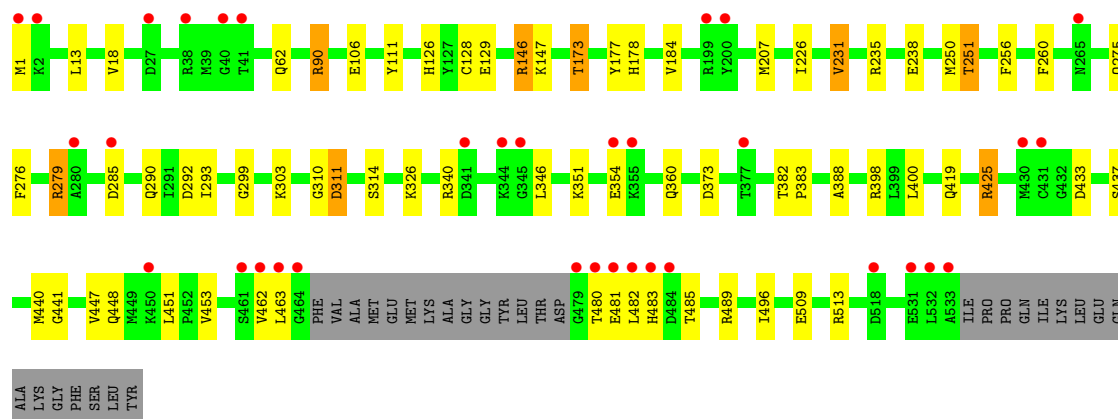 M1 K2 L13 V18 D27 R38 M39 G40 T41 Q62 R90 E106 Y111 H126 Y127 C128 E129 R146 K147 T173 Y177 H178 V184 R199 Y200 M207 I226 V231 R235 E238 M250 T251 F256 F260 N265
F276 R279 A280 D285 Q290 I291 D292 I293 G299 K303 G310 D311 S314 K326 R340 D341 K344 G345 L346 K351 E354 K355 Q360 D373 T377 T382 P383 A388 R398 L399 L400 Q419 R425 M430 C431 G432 D433
M440 G441 V447 Q448 M449 K450 L451 P452 V453 S461 V462 L463 G464 PHE VAL ALA MET GLU MET LYS ALA GLY GLY TYR LEU THR ASP G479 T480 E481 L482 H483 D484 T485 R489 I496 E509 R513 D518 E531 L532 A533 ILE PRO PRO GLN ILE LYS LEU GLU
ALA LYS GLY PHE SER LEU TYR